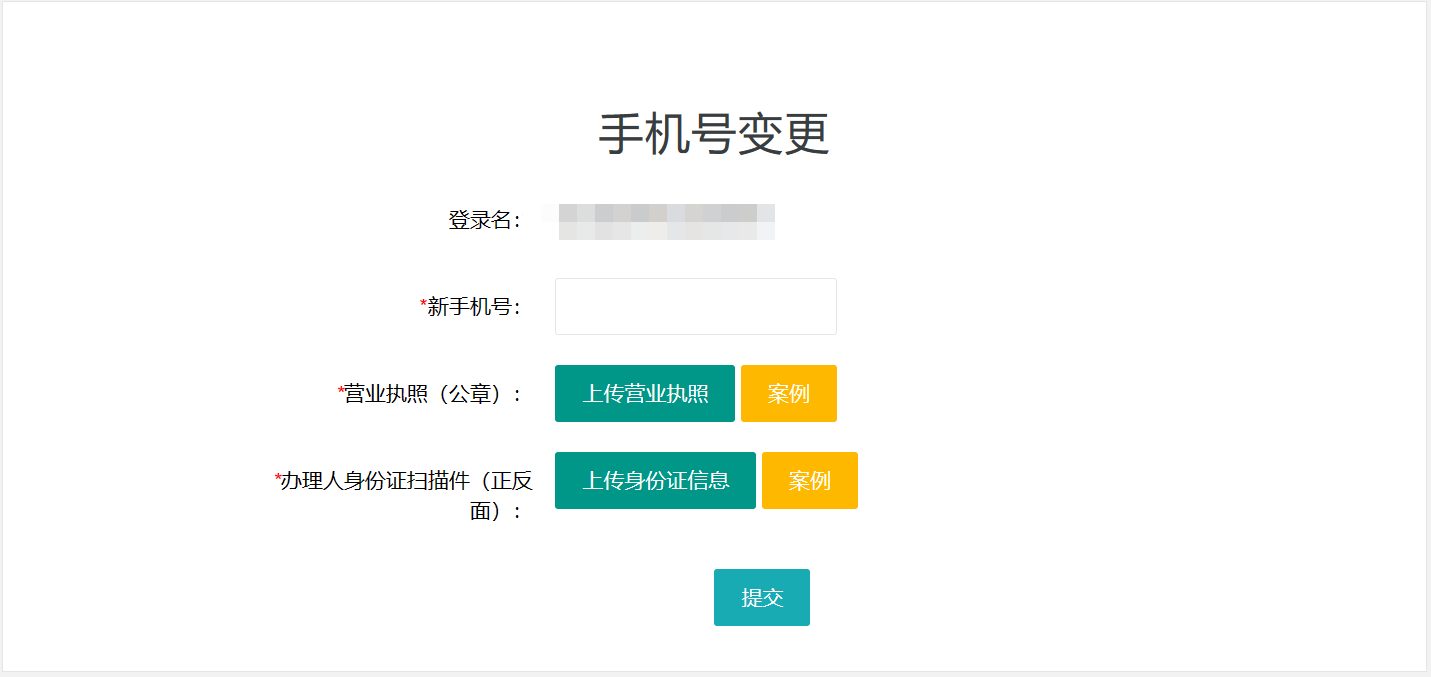 手机号变更
登录名：
*新手机号：
*营业执照（公章）： 上传营业执照 案例
*办理人身份证扫描件（正反 上传身份证信息 案例
面）：
提交